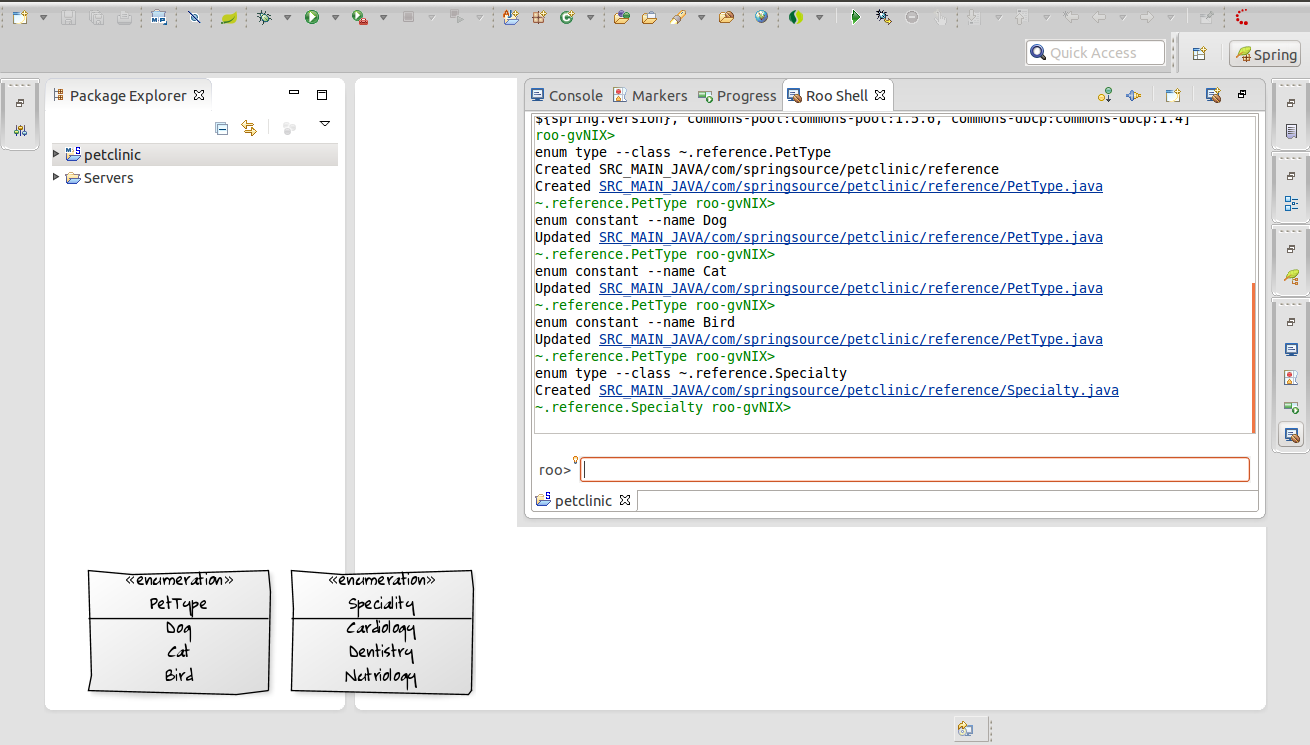 Quick Access
Spring
Package Explorer
petclinic
Servers
Console
Markers
Progress
Roo Shell
${spring.version}, commons-pool:commons-pool:1.5.6, commons-dbcp:commons-dbcp:1.4]
roo-gvNIX>
enum type --class ~.reference.PetType
Created SRC_MAIN_JAVA/com/springsource/petclinic/reference
Created SRC_MAIN_JAVA/com/springsource/petclinic/reference/PetType.java
~.reference.PetType roo-gvNIX>
enum constant --name Dog
Updated SRC_MAIN_JAVA/com/springsource/petclinic/reference/PetType.java
~.reference.PetType roo-gvNIX>
enum constant --name Cat
Updated SRC_MAIN_JAVA/com/springsource/petclinic/reference/PetType.java
~.reference.PetType roo-gvNIX>
enum constant --name Bird
Updated SRC_MAIN_JAVA/com/springsource/petclinic/reference/PetType.java
~.reference.PetType roo-gvNIX>
enum type --class ~.reference.Specialty
Created SRC_MAIN_JAVA/com/springsource/petclinic/reference/Specialty.java
~.reference.Specialty roo-gvNIX>
roo>
petclinic
«enumeration»
PetType
Dog
Cat
Bird
«enumeration»
Speciality
Cardiology
Dentistry
Nutriology